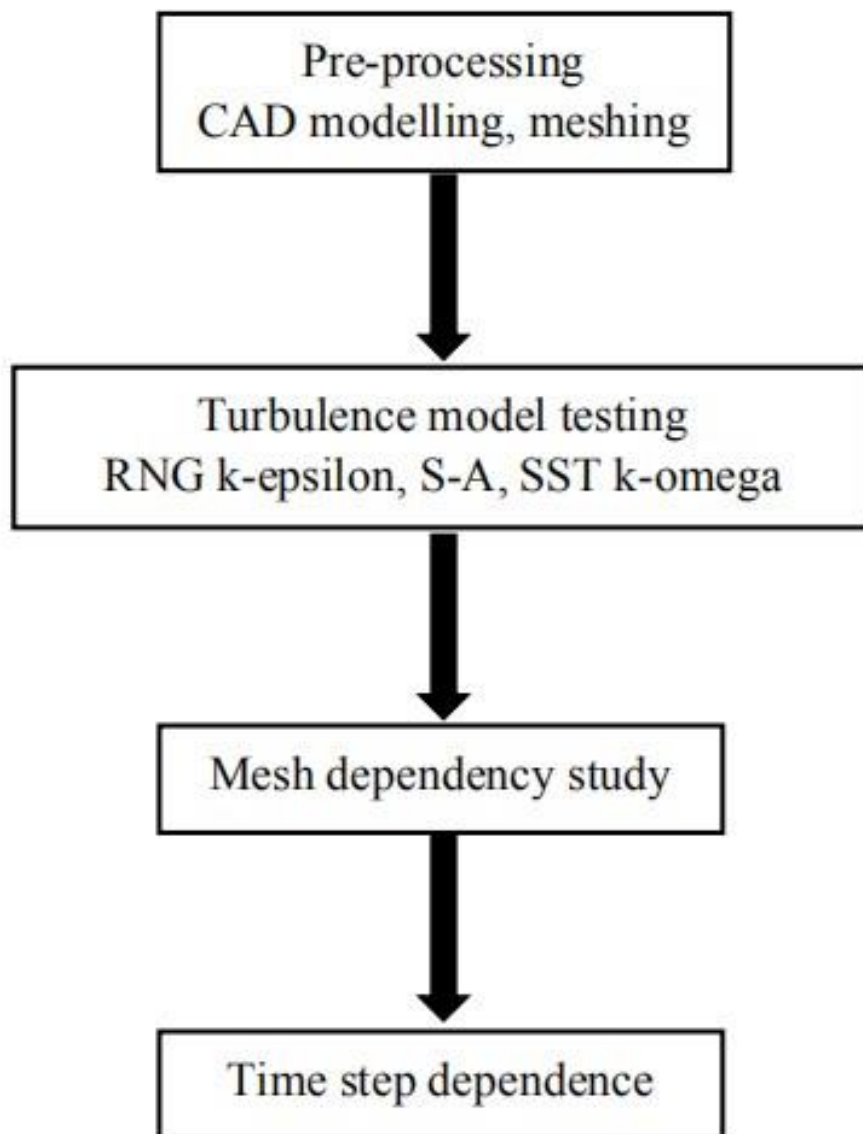 Pre-processing
CAD modelling, meshing
Turbulence model testing
RNG k-epsilon, S-A, SST k-omega
Mesh dependency study
Time step dependence